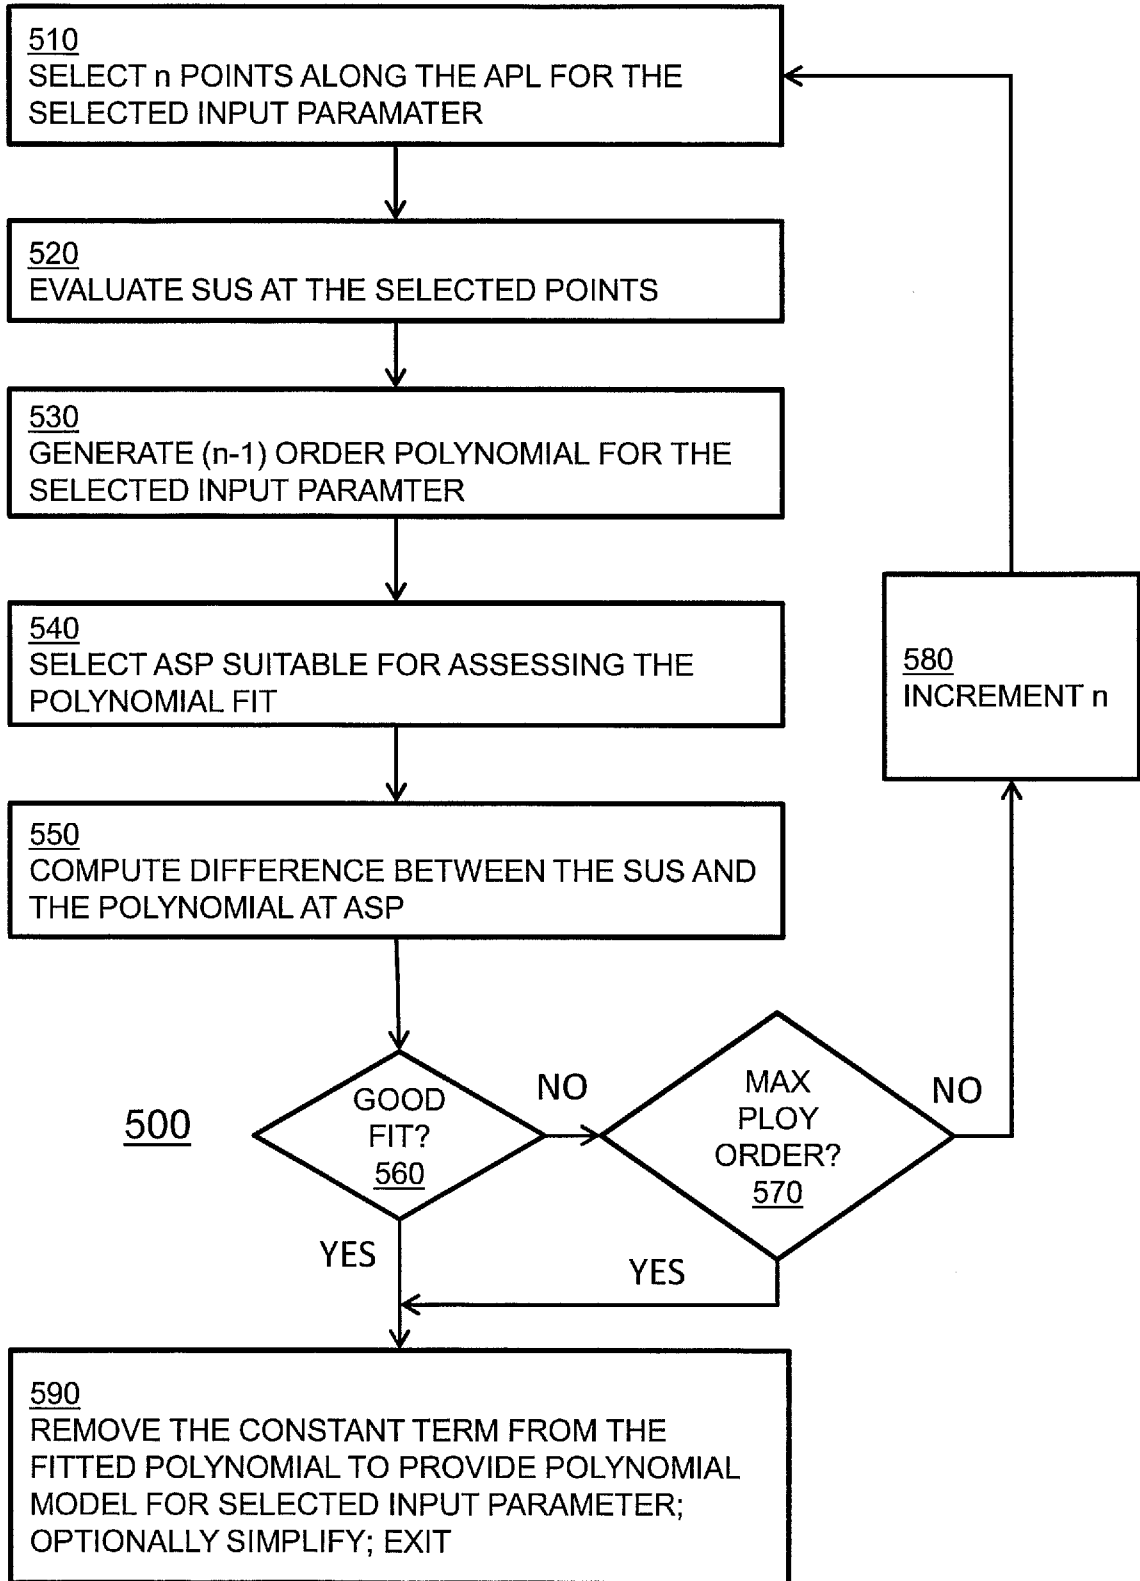 510
SELECT n POINTS ALONG THE APL FOR THE
SELECTED INPUT PARAMATER
520
EVALUATE SUS AT THE SELECTED POINTS
530
GENERATE (n-1) ORDER POLYNOMIAL FOR THE
SELECTED INPUT PARAMTER
540
SELECT ASP SUITABLE FOR ASSESSING THE
POLYNOMIAL FIT
550
COMPUTE DIFFERENCE BETWEEN THE SUS AND
THE POLYNOMIAL AT ASP
500
GOOD
FIT?
560
NO
YES
MAX
PLOY
ORDER?
570
NO
YES
580
INCREMENT n
590
REMOVE THE CONSTANT TERM FROM THE
FITTED POLYNOMIAL TO PROVIDE POLYNOMIAL
MODEL FOR SELECTED INPUT PARAMETER;
OPTIONALLY SIMPLIFY; EXIT